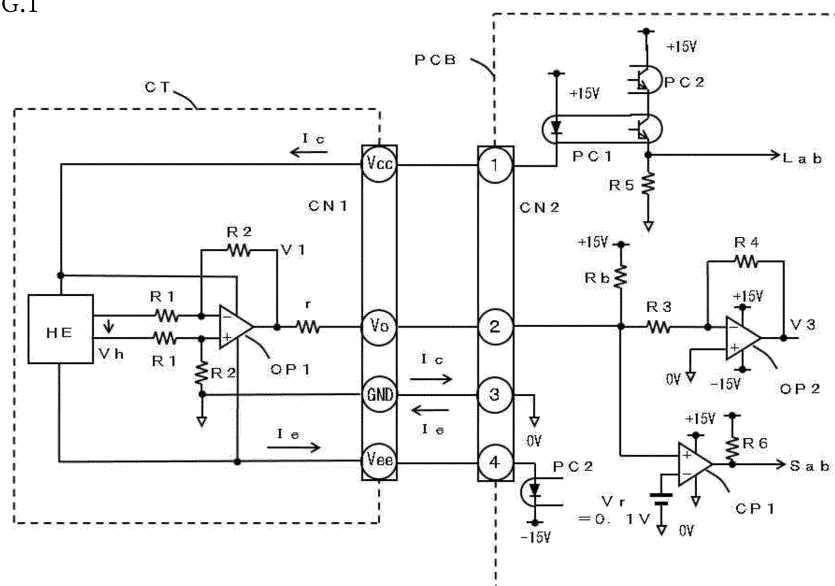 G.1
CT
PCB
+15V
PC2
+15V
PC1
Lab
R5
Ic
Vcc
1
CN1
CN2
R2
V1
R1
r
Vo
2
HE
Vh
R1
R2
OP1
+15V
Rb
R3
R4
+15V
V3
0V
-15V
OP2
Ic
GND
3
Ie
0V
Ie
Vee
4
PC2
-15V
+15V
R6
Sab
Vr
=0.1V
0V
CP1